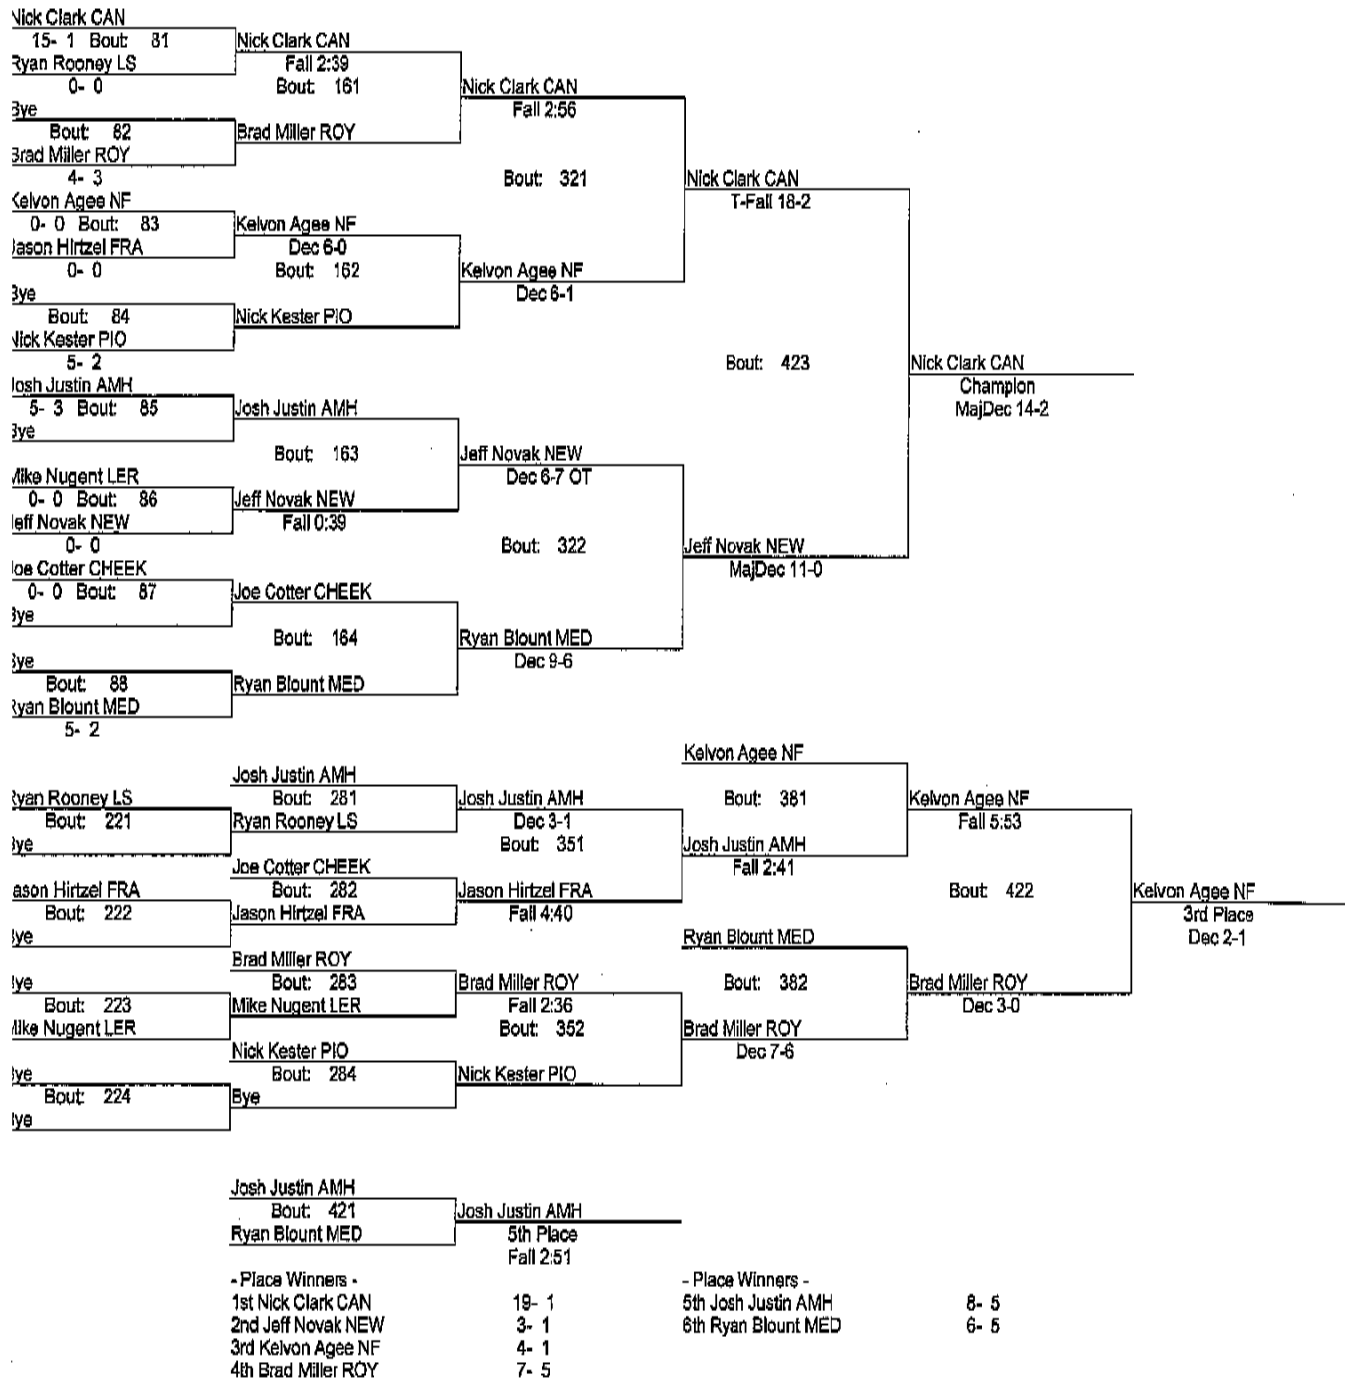 Nick Clark CAN
15- 1 Bout: 81
Nick Clark CAN
Ryan Rooney LS
Fall 2:39
0- 0
Bout: 161
Nick Clark CAN
Bye
Fall 2:56
Bout: 82
Brad Miller ROY
Brad Miller ROY
4- 3
Bout: 321
Nick Clark CAN
Kelvon Agee NF
T-Fall 18-2
0- 0 Bout: 83
Kelvon Agee NF
Jason Hirtzel FRA
Dec 6-0
0- 0
Bout: 162
Kelvon Agee NF
Bye
Dec 6-1
Bout: 84
Nick Kester PIO
Nick Kester PIO
5- 2
Bout: 423
Nick Clark CAN
Josh Justin AMH
Champion
5- 3 Bout: 85
Josh Justin AMH
MajDec 14-2
Bye
Bout: 163
Jeff Novak NEW
Mike Nugent LER
Dec 6-7 OT
0- 0 Bout: 86
Jeff Novak NEW
Jeff Novak NEW
Fall 0:39
0- 0
Bout: 322
Jeff Novak NEW
Joe Cotter CHEEK
MajDec 11-0
0- 0 Bout: 87
Joe Cotter CHEEK
Bye
Bout: 164
Ryan Blount MED
Bye
Dec 9-6
Bout: 88
Ryan Blount MED
Ryan Blount MED
5- 2
Kelvon Agee NF
Josh Justin AMH
Ryan Rooney LS
Bout: 281
Josh Justin AMH
Bout: 381
Kelvon Agee NF
Bout: 221
Ryan Rooney LS
Dec 3-1
Fall 5:53
Bye
Bout: 351
Josh Justin AMH
Joe Cotter CHEEK
Fall 2:41
Jason Hirtzel FRA
Bout: 282
Jason Hirtzel FRA
Bout: 422
Kelvon Agee NF
Bout: 222
Jason Hirtzel FRA
Fall 4:40
3rd Place
Bye
Ryan Blount MED
Dec 2-1
Brad Miller ROY
Bye
Bout: 283
Brad Miller ROY
Bout: 382
Brad Miller ROY
Bout: 223
Mike Nugent LER
Fall 2:36
Dec 3-0
Mike Nugent LER
Bout: 352
Brad Miller ROY
Nick Kester PIO
Dec 7-6
Bye
Bout: 284
Nick Kester PIO
Bout: 224
Bye
Bye
Josh Justin AMH
Bout: 421
Josh Justin AMH
Ryan Blount MED
5th Place
Fall 2:51
- Place Winners -
- Place Winners -
1st Nick Clark CAN 19- 1
5th Josh Justin AMH 8- 5
2nd Jeff Novak NEW 3- 1
6th Ryan Blount MED 6- 5
3rd Kelvon Agee NF 4- 1
4th Brad Miller ROY 7- 5